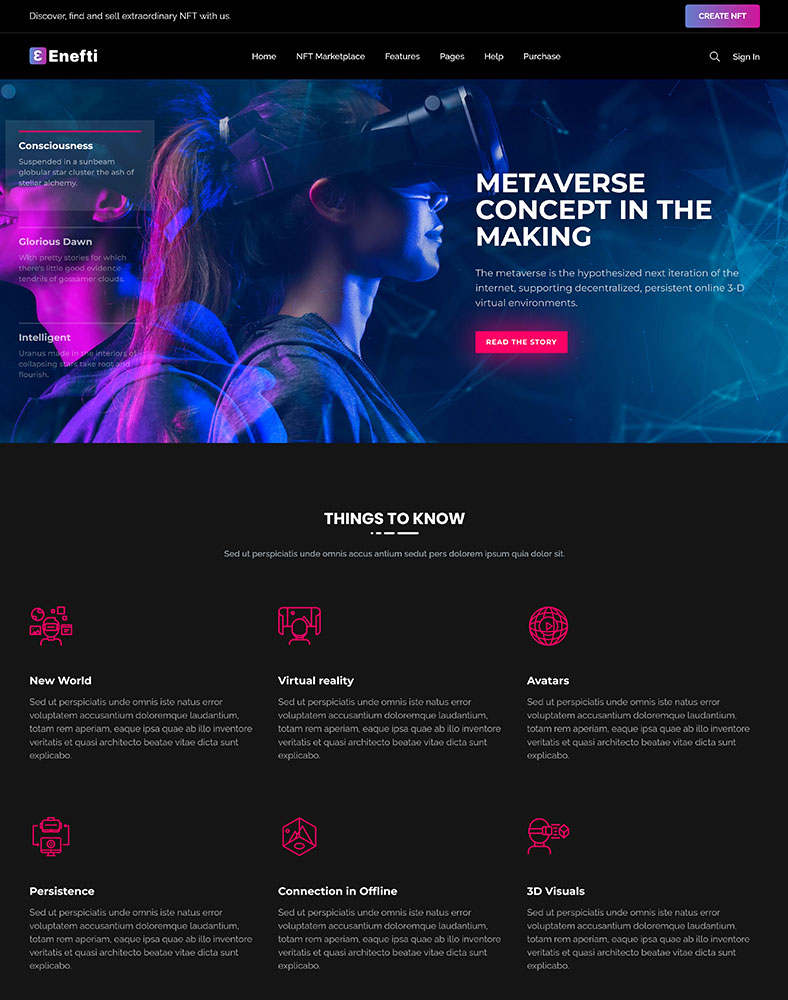 Discover, find and sell extraordinary NFT with us.
CREATE NFT
Enefti
Home
NFT Marketplace
Features
Pages
Help
Purchase
Sign In
Consciousness
Suspended in a sunbeam
globular star cluster the ash of
stellar alchemy.
Glorious Dawn
With pretty stories for which
there's little good evidence
tendrils of gossamer clouds.
Intelligent
Uranus made in the interiors of
collapsing stars take root and
flourish.
METAVERSE
CONCEPT IN THE
MAKING
The metaverse is the hypothesized next iteration of the
internet, supporting decentralized, persistent online 3-D
virtual environments.
READ THE STORY
THINGS TO KNOW
Sed ut perspiciatis unde omnis accus antium sedut pers dolorem ipsum quia dolor sit.
New World
Sed ut perspiciatis unde omnis iste natus error
voluptatem accusantium doloremque laudantium,
totam rem aperiam, eaque ipsa quae ab illo inventore
veritatis et quasi architecto beatae vitae dicta sunt
explicabo.
Virtual reality
Sed ut perspiciatis unde omnis iste natus error
voluptatem accusantium doloremque laudantium,
totam rem aperiam, eaque ipsa quae ab illo inventore
veritatis et quasi architecto beatae vitae dicta sunt
explicabo.
Avatars
Sed ut perspiciatis unde omnis iste natus error
voluptatem accusantium doloremque laudantium,
totam rem aperiam, eaque ipsa quae ab illo inventore
veritatis et quasi architecto beatae vitae dicta sunt
explicabo.
Persistence
Sed ut perspiciatis unde omnis iste natus error
voluptatem accusantium doloremque laudantium,
totam rem aperiam, eaque ipsa quae ab illo inventore
veritatis et quasi architecto beatae vitae dicta sunt
explicabo.
Connection in Offline
Sed ut perspiciatis unde omnis iste natus error
voluptatem accusantium doloremque laudantium,
totam rem aperiam, eaque ipsa quae ab illo inventore
veritatis et quasi architecto beatae vitae dicta sunt
explicabo.
3D Visuals
Sed ut perspiciatis unde omnis iste natus error
voluptatem accusantium doloremque laudantium,
totam rem aperiam, eaque ipsa quae ab illo inventore
veritatis et quasi architecto beatae vitae dicta sunt
explicabo.